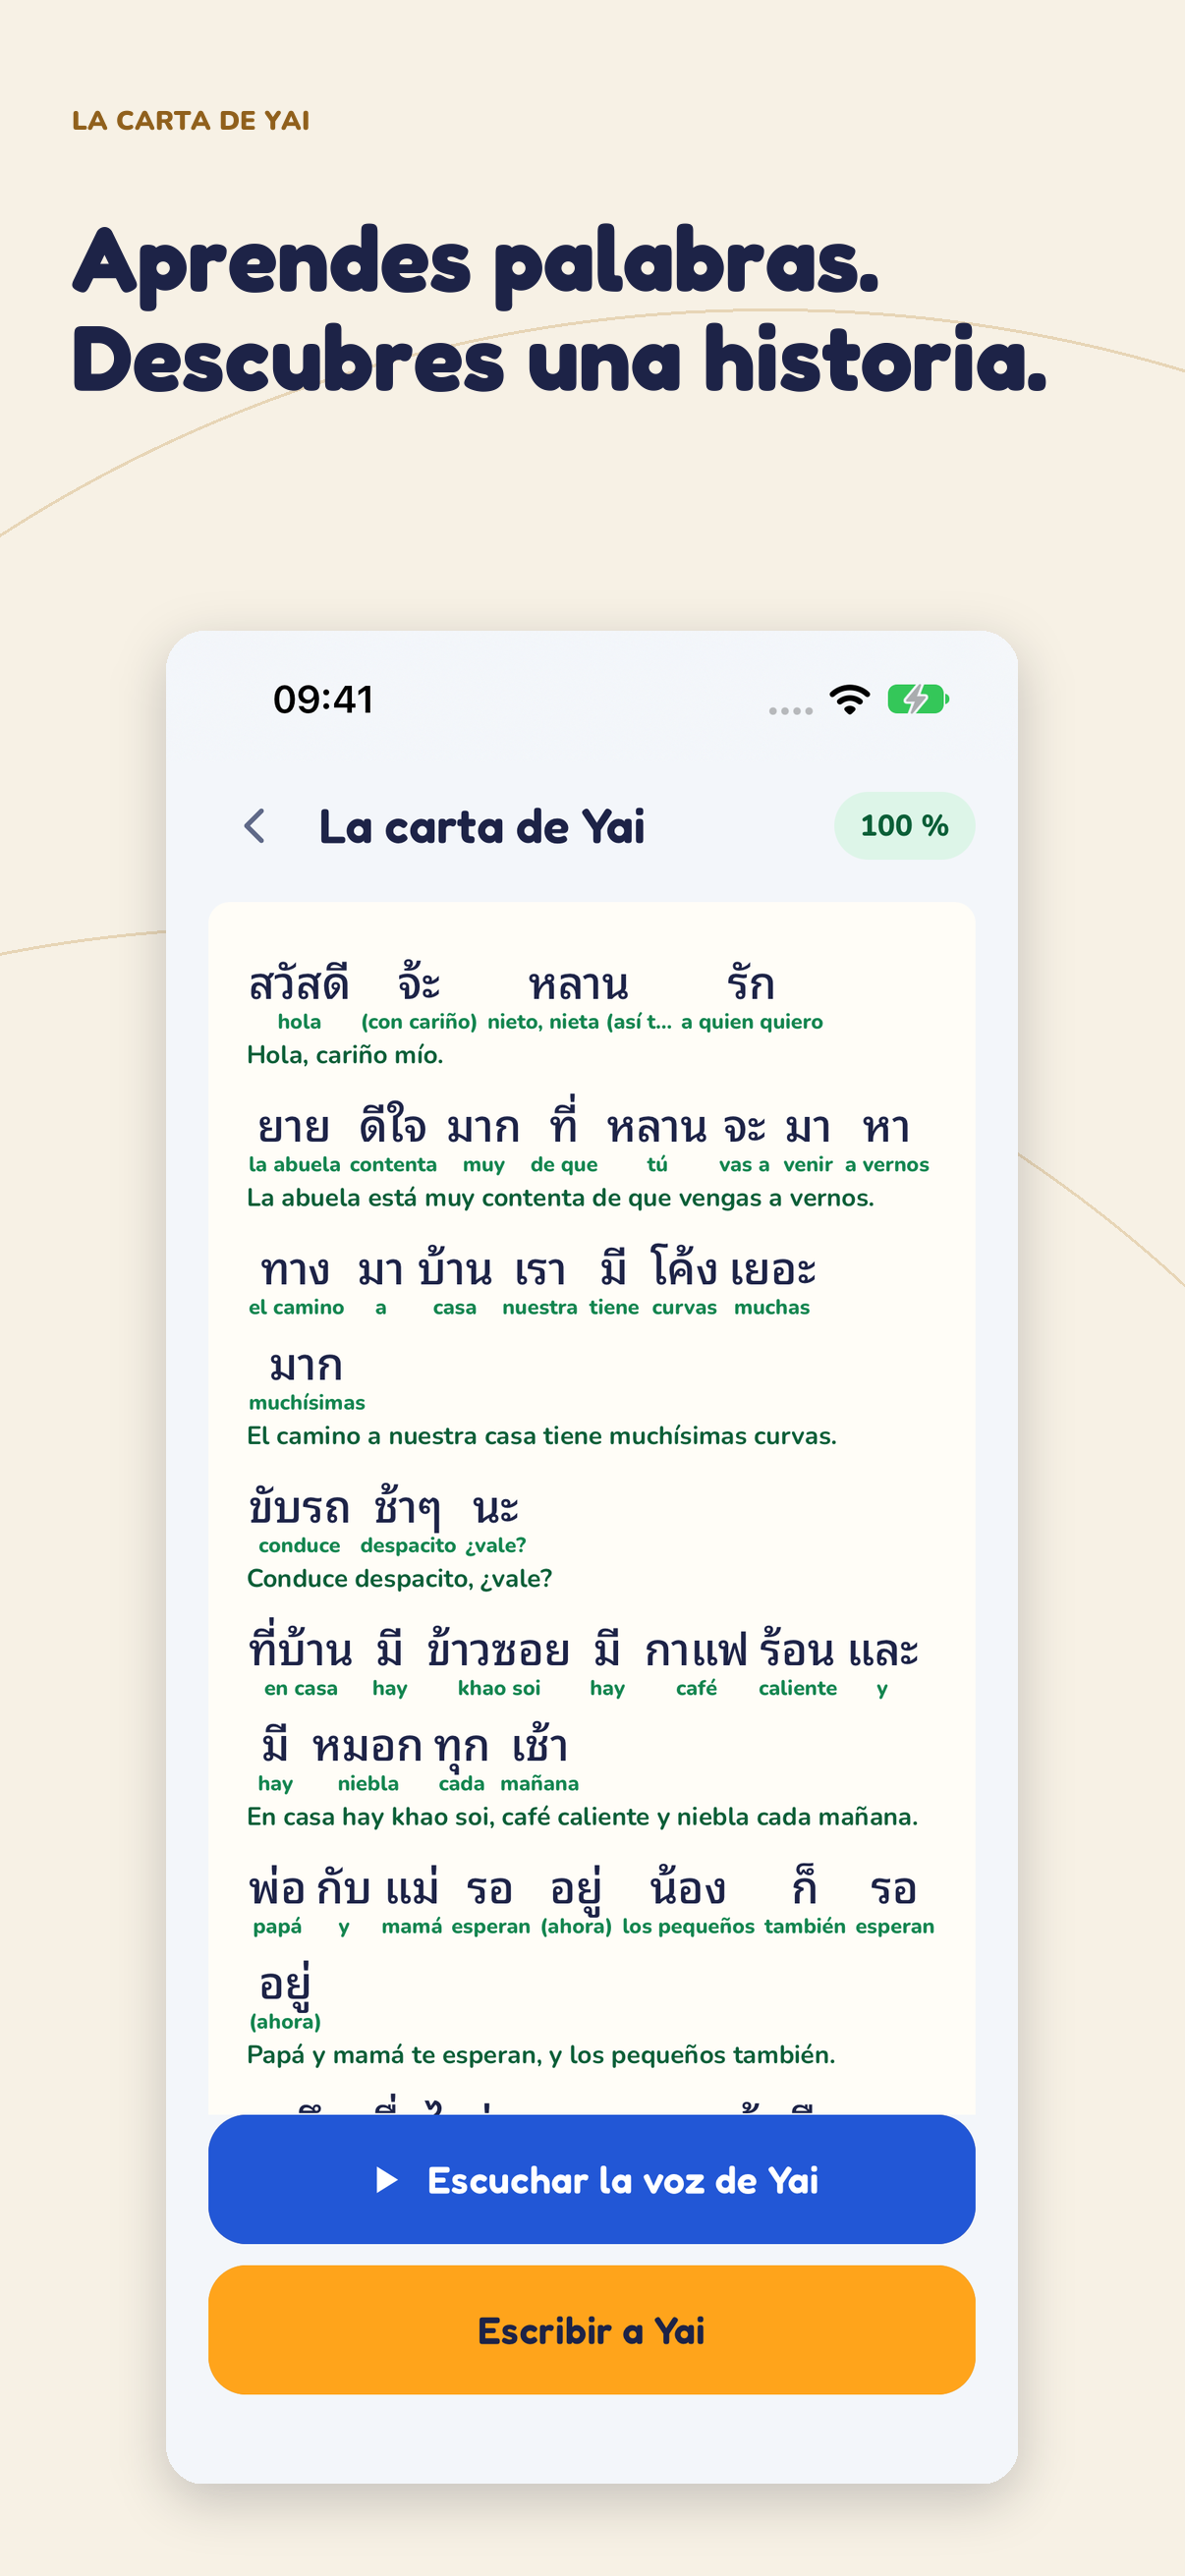 LA CARTA DE YAI
Aprendes palabras.
Descubres una historia.
09:41
La carta de Yai
100 %
สวัสดี จ้ะ หลาน รัก
hola (con cariño) nieto, nieta (así t... a quien quiero
Hola, cariño mío.
ยาย ดีใจ มาก ที่ หลาน จะ มา หา
la abuela contenta muy de que tú vas a venir a vernos
La abuela está muy contenta de que vengas a vernos.
ทาง มา บ้าน เรา มี โค้ง เยอะ
el camino a casa nuestra tiene curvas muchas
มาก
muchísimas
El camino a nuestra casa tiene muchísimas curvas.
ขับรถ ช้าๆ นะ
conduce despacito ¿vale?
Conduce despacito, ¿vale?
ที่บ้าน มี ข้าวซอย มี กาแฟ ร้อน และ
en casa hay khao soi hay café caliente y
มี หมอก ทุก เช้า
hay niebla cada mañana
En casa hay khao soi, café caliente y niebla cada mañana.
พ่อ กับ แม่ รอ อยู่ น้อง ก็ รอ
papá y mamá esperan (ahora) los pequeños también esperan
อยู่
(ahora)
Papá y mamá te esperan, y los pequeños también.
Escuchar la voz de Yai
Escribir a Yai